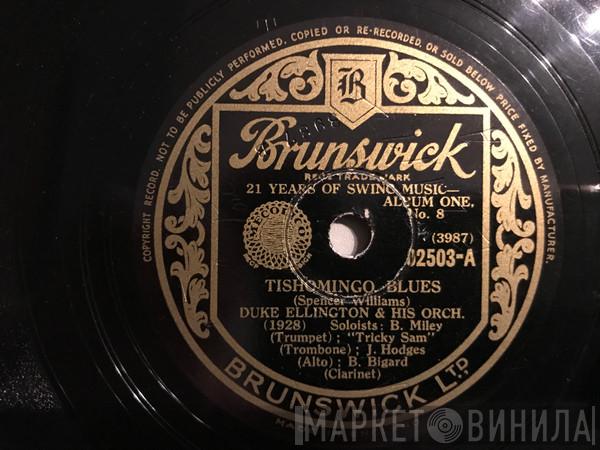 COPYRIGHT RECORD. NOT TO BE PUBLICLY PERFORMED, COPIED OR RE-RECORDED, OR SOLD BELOW PRICE FIXED BY MANUFACTURER.
B
Brunswick
REGD TRADE MARK
21 YEARS OF SWING MUSIC—
ALBUM ONE,
No. 8
(3987)
02503-A
TISHOMINGO BLUES
(Spencer Williams)
DUKE ELLINGTON & HIS ORCH.
(1928) Soloists: B. Miley
(Trumpet); "Tricky Sam"
(Trombone); J. Hodges
(Alto); B. Bigard
(Clarinet)
BRUNSWICK LTD.
МАРКЕТ ВИНИЛА